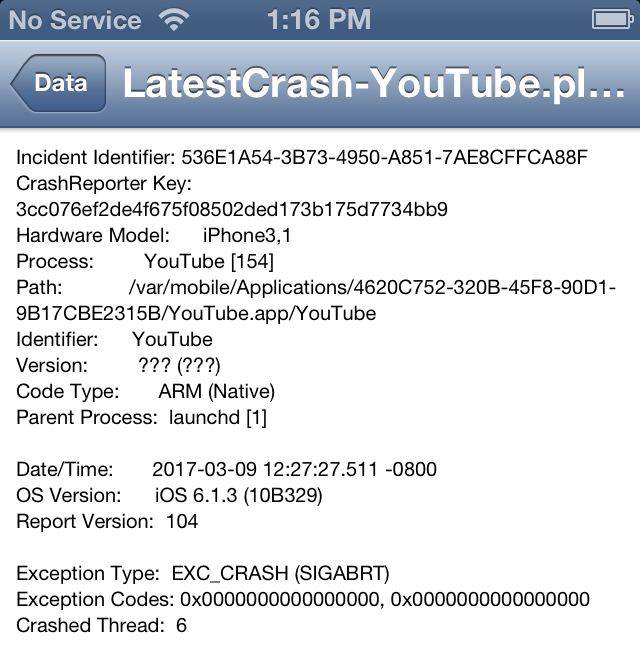 No Service 1:16 PM
Data LatestCrash-YouTube.pl...
Incident Identifier: 536E1A54-3B73-4950-A851-7AE8CFFCA88F
CrashReporter Key:
3cc076ef2de4f675f08502ded173b175d7734bb9
Hardware Model: iPhone3,1
Process: YouTube [154]
Path: /var/mobile/Applications/4620C752-320B-45F8-90D1-
9B17CBE2315B/YouTube.app/YouTube
Identifier: YouTube
Version: ??? (???)
Code Type: ARM (Native)
Parent Process: launchd [1]
Date/Time: 2017-03-09 12:27:27.511 -0800
OS Version: iOS 6.1.3 (10B329)
Report Version: 104
Exception Type: EXC_CRASH (SIGABRT)
Exception Codes: 0x0000000000000000, 0x0000000000000000
Crashed Thread: 6